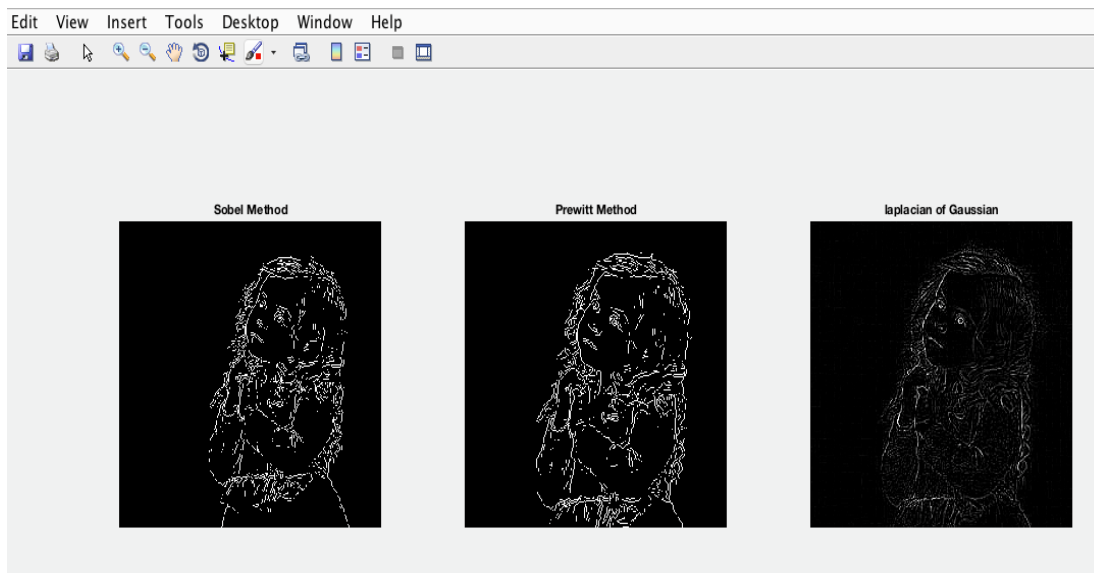 Edit View Insert Tools Desktop Window Help
Sobel Method Prewitt Method laplacian of Gaussian